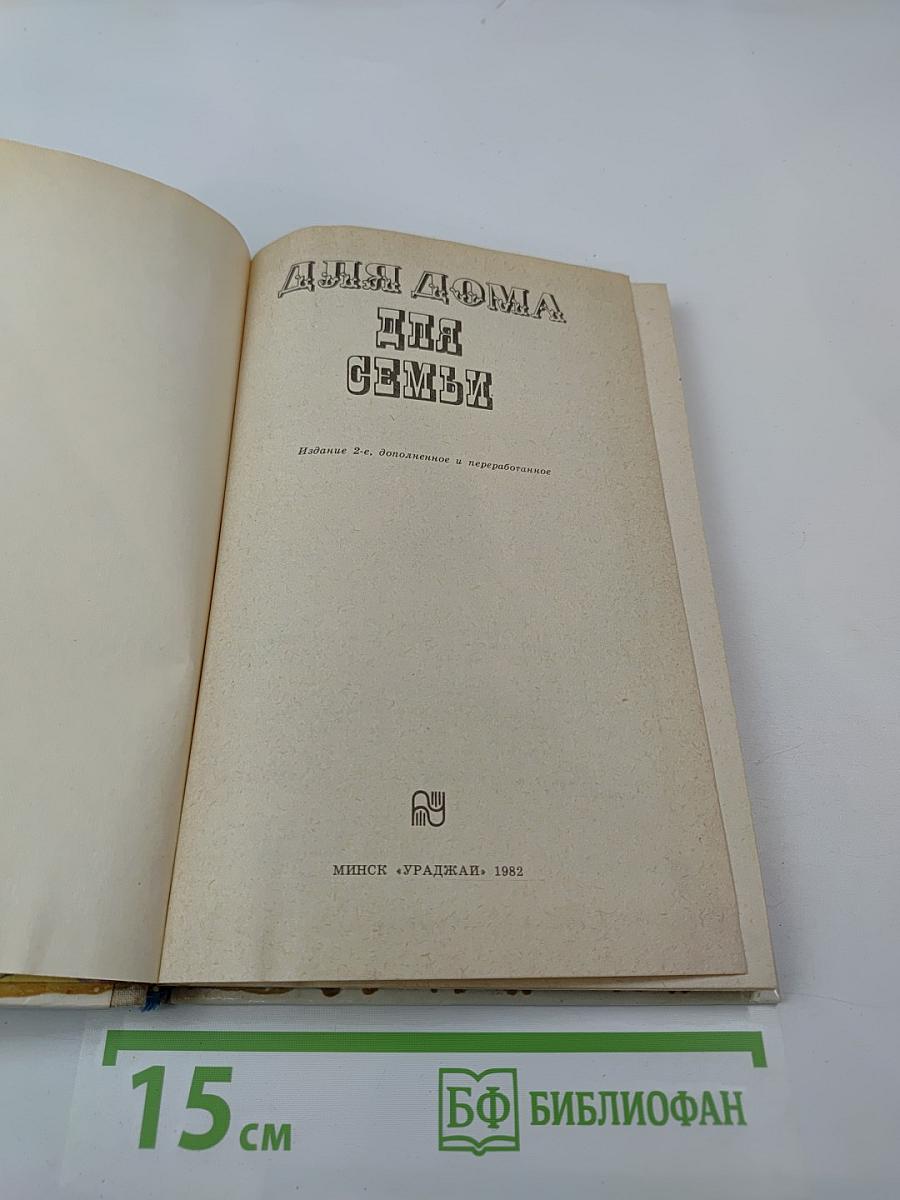 ДЛЯ ДОМА
ДЛЯ
СЕМЬИ
Издание 2-е, дополненное и переработанное
МИНСК «УРАДЖАЙ» 1982
15 см
БФ БИБЛИОФАН